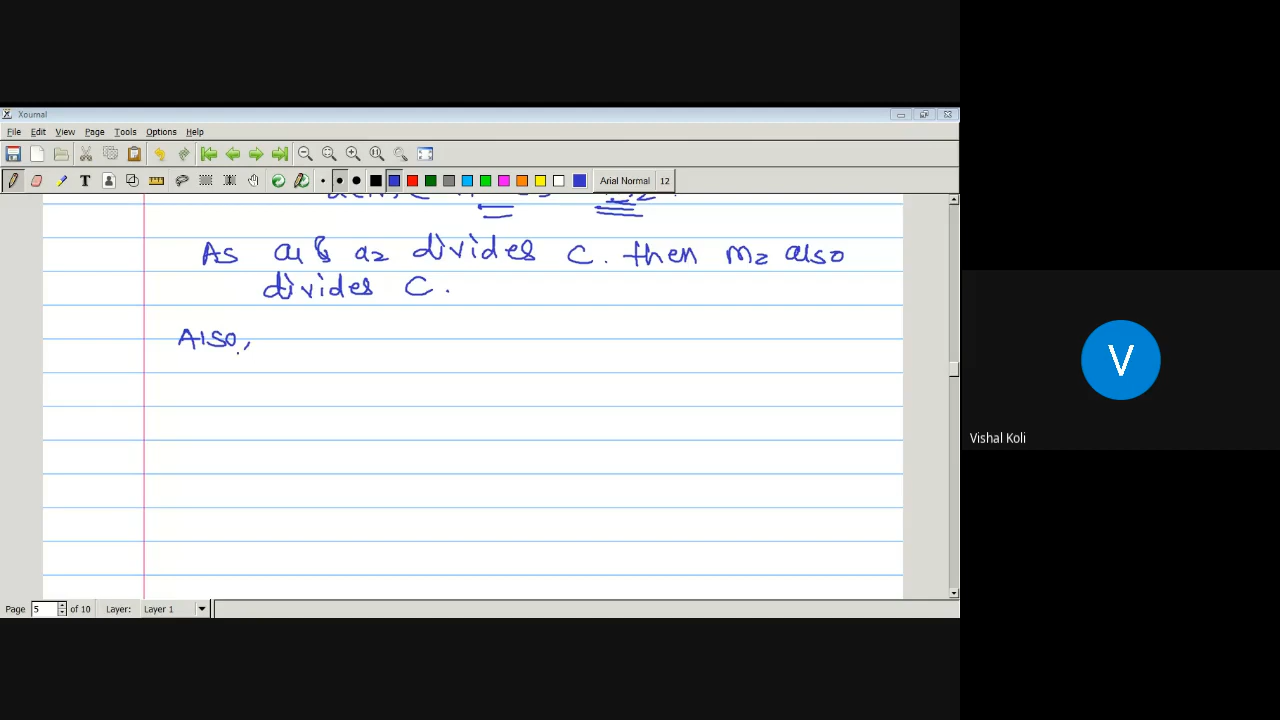 Xournal
File Edit View Page Tools Options Help
Arial Normal 12
As a1 & a2 divides C. then m2 also
divides C.
Also,
V
Vishal Koli
Page 5 of 10 Layer: Layer 1